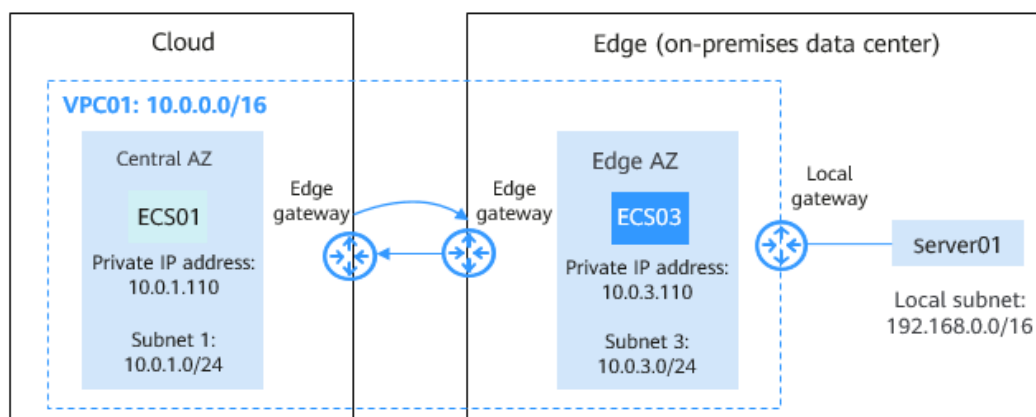 Cloud
Edge (on-premises data center)
VPC01: 10.0.0.0/16
Central AZ
ECS01
Private IP address:
10.0.1.110
Subnet 1:
10.0.1.0/24
Edge
gateway
Edge
gateway
Edge AZ
ECS03
Private IP address:
10.0.3.110
Subnet 3:
10.0.3.0/24
Local
gateway
Server01
Local subnet:
192.168.0.0/16